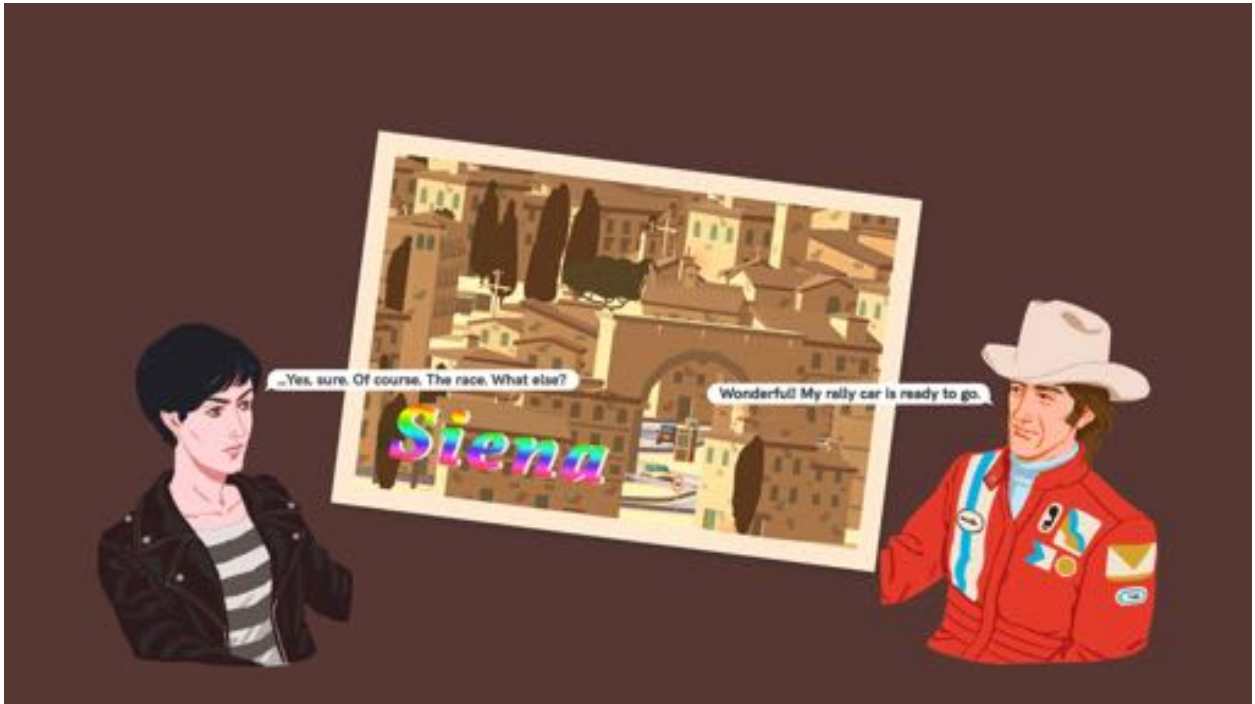 ...Yes, sure. Of course. The race. What else?
Wonderful! My rally car is ready to go.
Siena